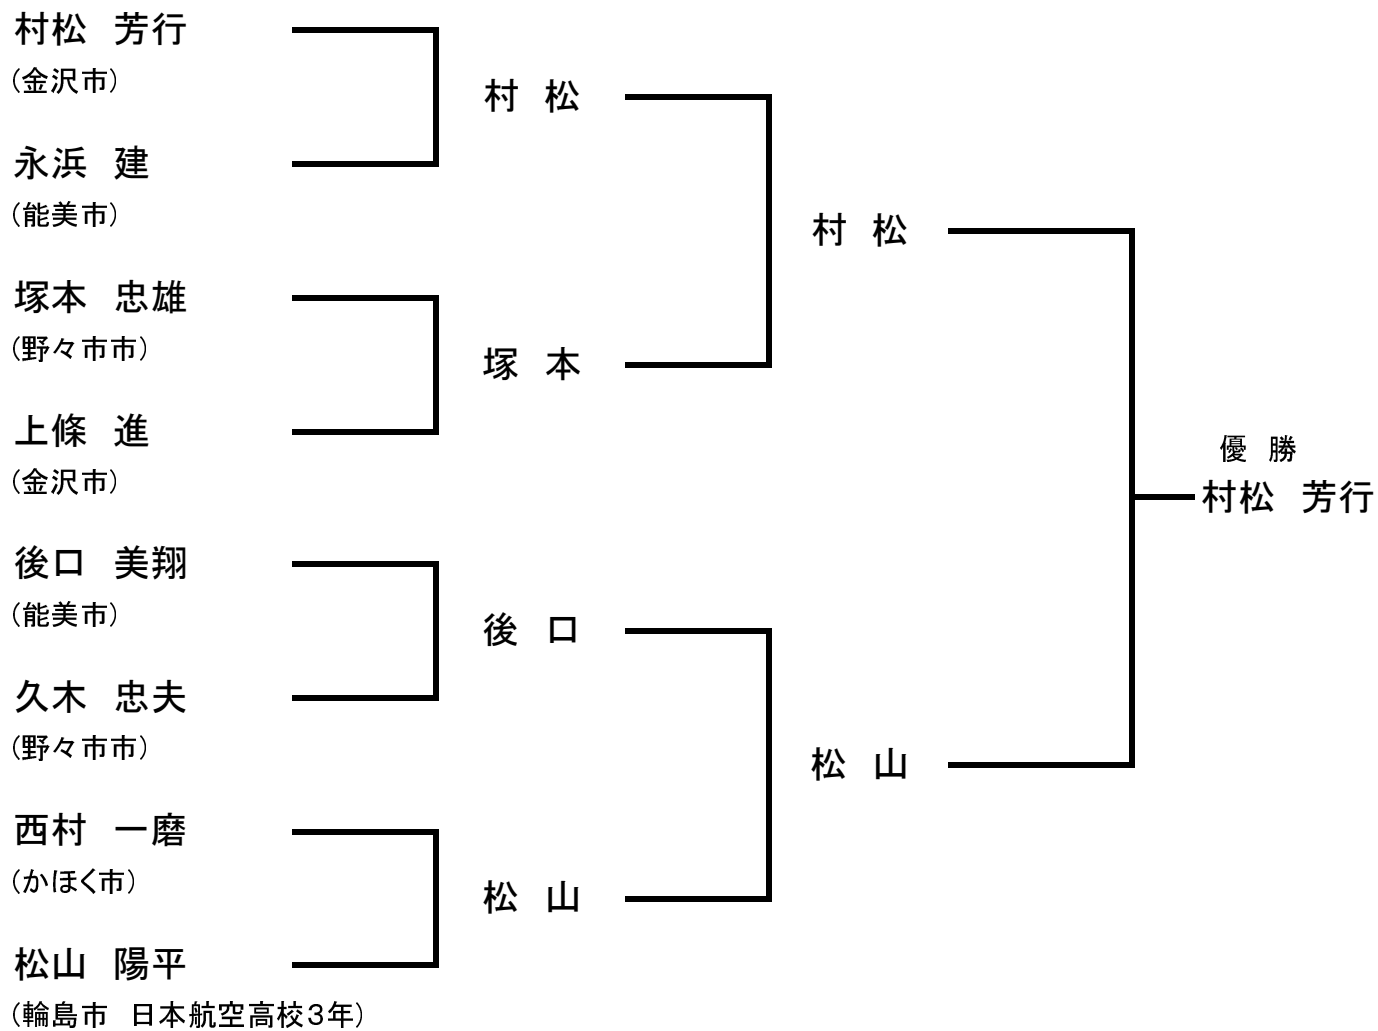 村松　芳行
(金沢市)
永浜　建
(能美市)
塚本　忠雄
(野々市市)
上條　進
(金沢市)
後口　美翔
(能美市)
久木　忠夫
(野々市市)
西村　一磨
(かほく市)
松山　陽平
(輪島市　日本航空高校3年)
村　松
塚　本
後　口
松　山
村　松
松　山
優　勝
村松　芳行